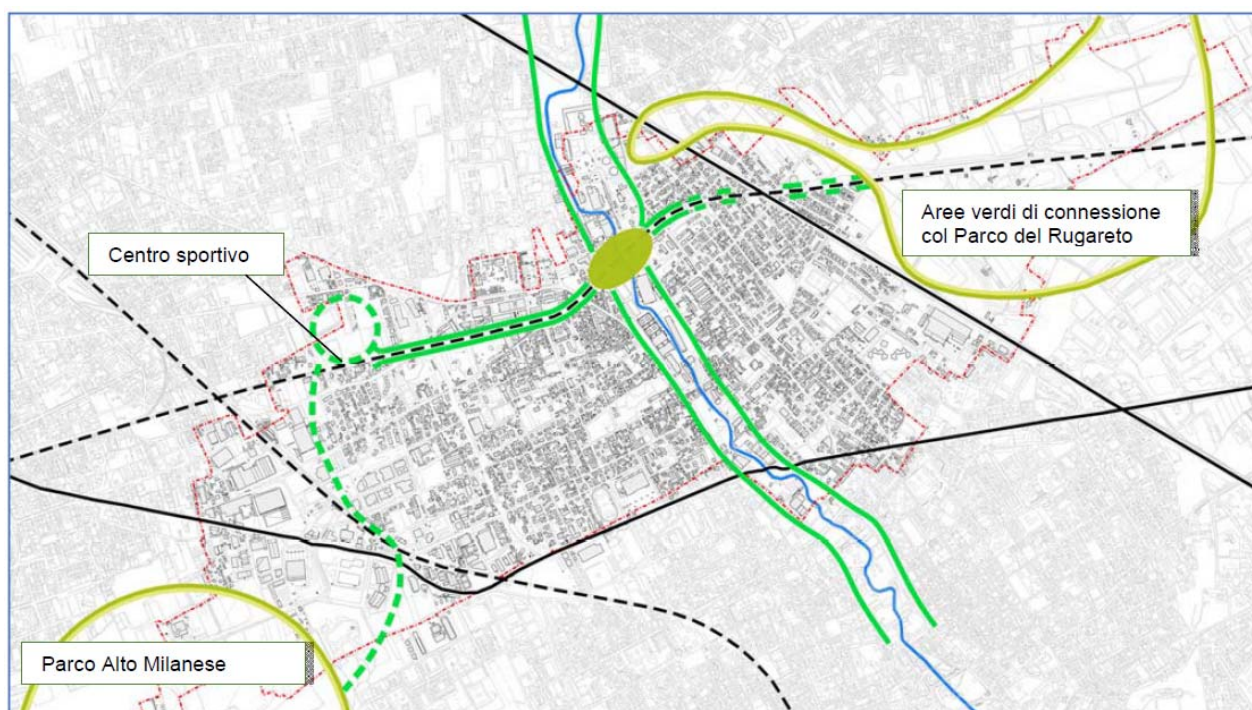 Aree verdi di connessione
col Parco del Rugareto
Centro sportivo
Parco Alto Milanese